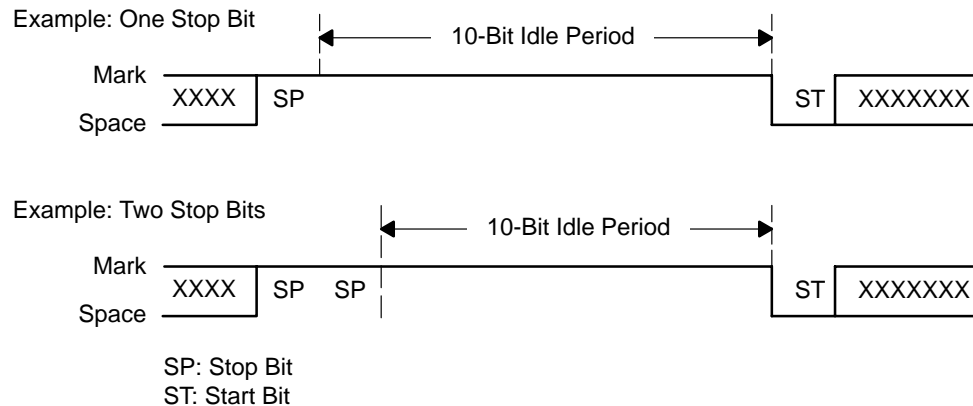 Example: One Stop Bit
10-Bit Idle Period
Mark
XXXX SP ST XXXXXXX
Space
Example: Two Stop Bits
10-Bit Idle Period
Mark
XXXX SP SP ST XXXXXXX
Space
SP: Stop Bit
ST: Start Bit